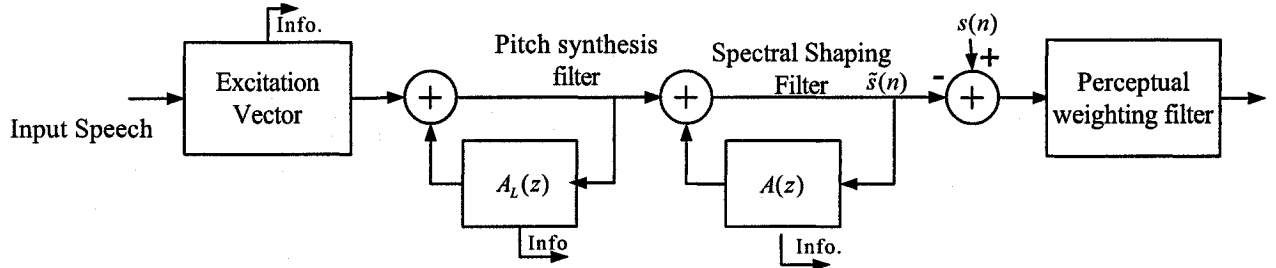 Info.
Input Speech
Excitation
Vector
+
Pitch synthesis
filter
A_L(z)
Info
+
Spectral Shaping
Filter
s̃(n)
A(z)
Info.
s(n)
+
-
+
Perceptual
weighting filter